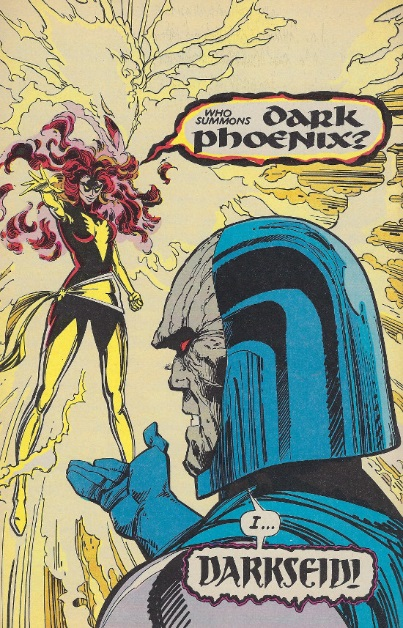 WHO
SUMMONS DARK
PHOENIX?
I...
DARKSEID!